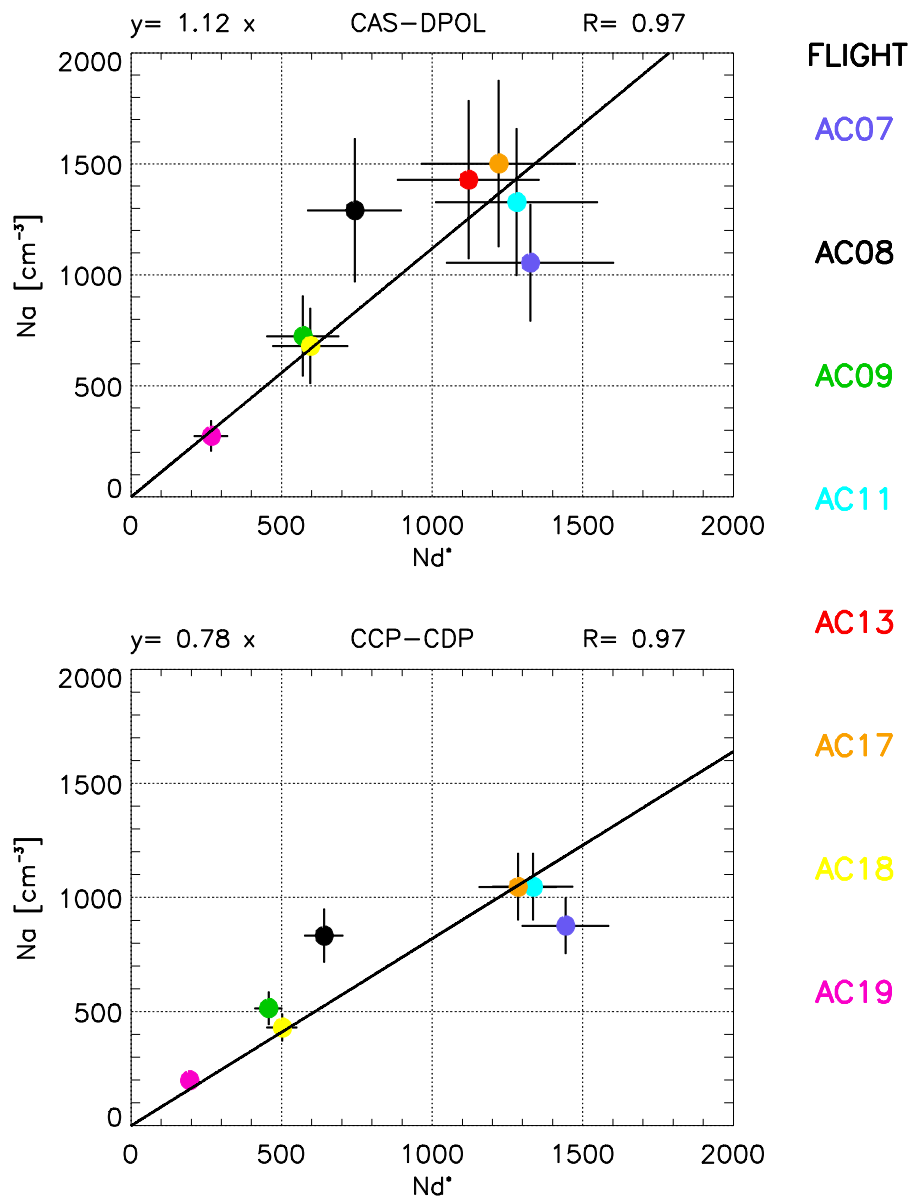 y= 1.12 x CAS-DPOL R= 0.97
2000
1500
1000
500
0
Na [cm⁻³]
0 500 1000 1500 2000
Nd*
y= 0.78 x CCP-CDP R= 0.97
2000
1500
1000
500
0
Na [cm⁻³]
0 500 1000 1500 2000
Nd*
FLIGHT
AC07
AC08
AC09
AC11
AC13
AC17
AC18
AC19